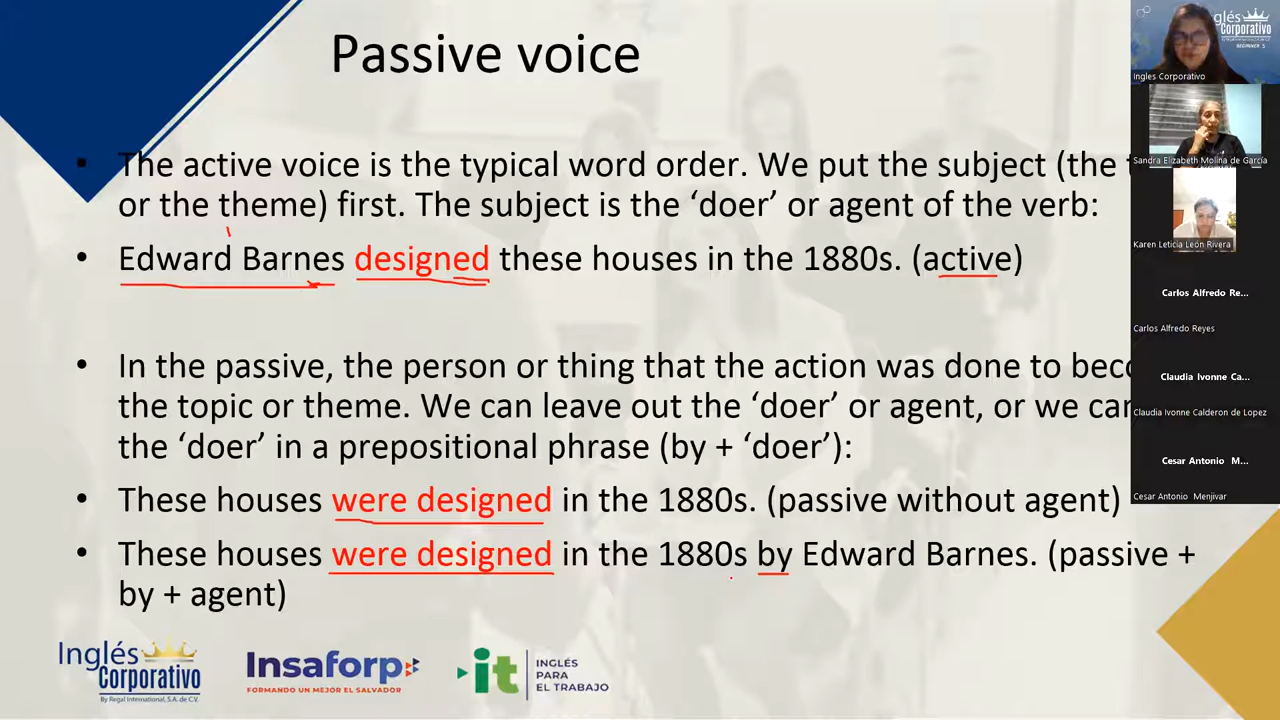 Passive voice
• The active voice is the typical word order. We put the subject (the
or the theme) first. The subject is the ‘doer’ or agent of the verb:
• Edward Barnes designed these houses in the 1880s. (active)
• In the passive, the person or thing that the action was done to
the topic or theme. We can leave out the ‘doer’ or agent, or we
the ‘doer’ in a prepositional phrase (by + ‘doer’):
• These houses were designed in the 1880s. (passive without agent)
• These houses were designed in the 1880s by Edward Barnes. (passive +
by + agent)
Inglés
Corporativo
By Regal International, S.A. de C.V.
Insaforp
FORMANDO UN MEJOR EL SALVADOR
it
INGLÉS
PARA
EL TRABAJO
glés
Corporativo
BEGINNER 5
Ingles Corporativo
Sandra Elizabeth Molina de García
Karen Leticia León Rivera
Carlos Alfredo Re...
Carlos Alfredo Reyes
Claudia Ivonne Ca...
Claudia Ivonne Calderon de Lopez
Cesar Antonio M...
Cesar Antonio Menjivar